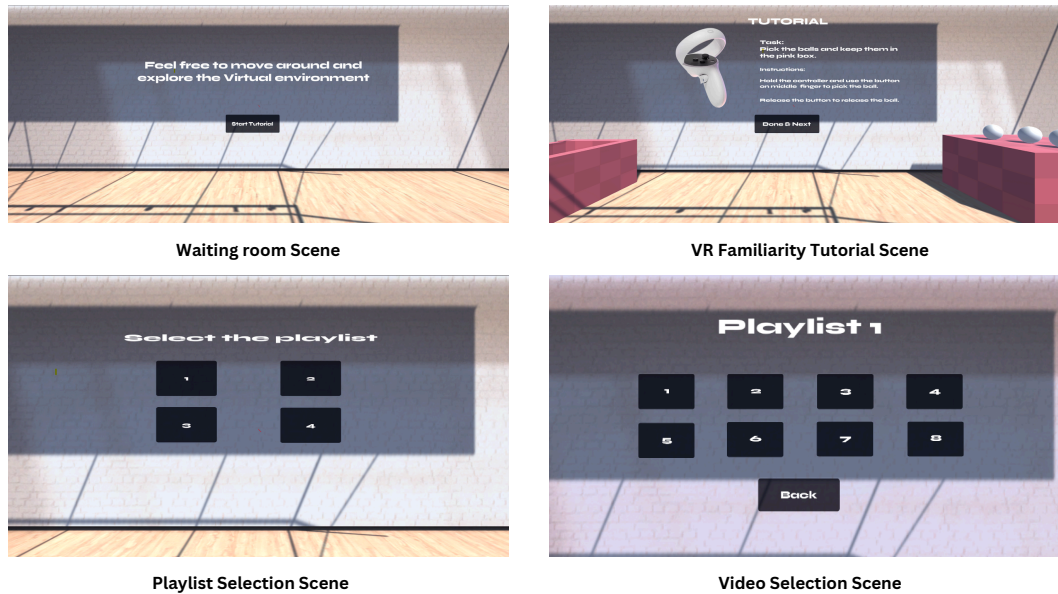 Feel free to move around and
explore the Virtual environment
Start Tutorial
Waiting room Scene
TUTORIAL
Task:
Pick the balls and keep them in
the pink box.
Instructions:
Hold the controller and use the button
on middle finger to pick the ball.
Release the button to release the ball.
Done & Next
VR Familiarity Tutorial Scene
Select the playlist
1 2
3 4
Playlist Selection Scene
Playlist 1
1 2 3 4
5 6 7 8
Back
Video Selection Scene